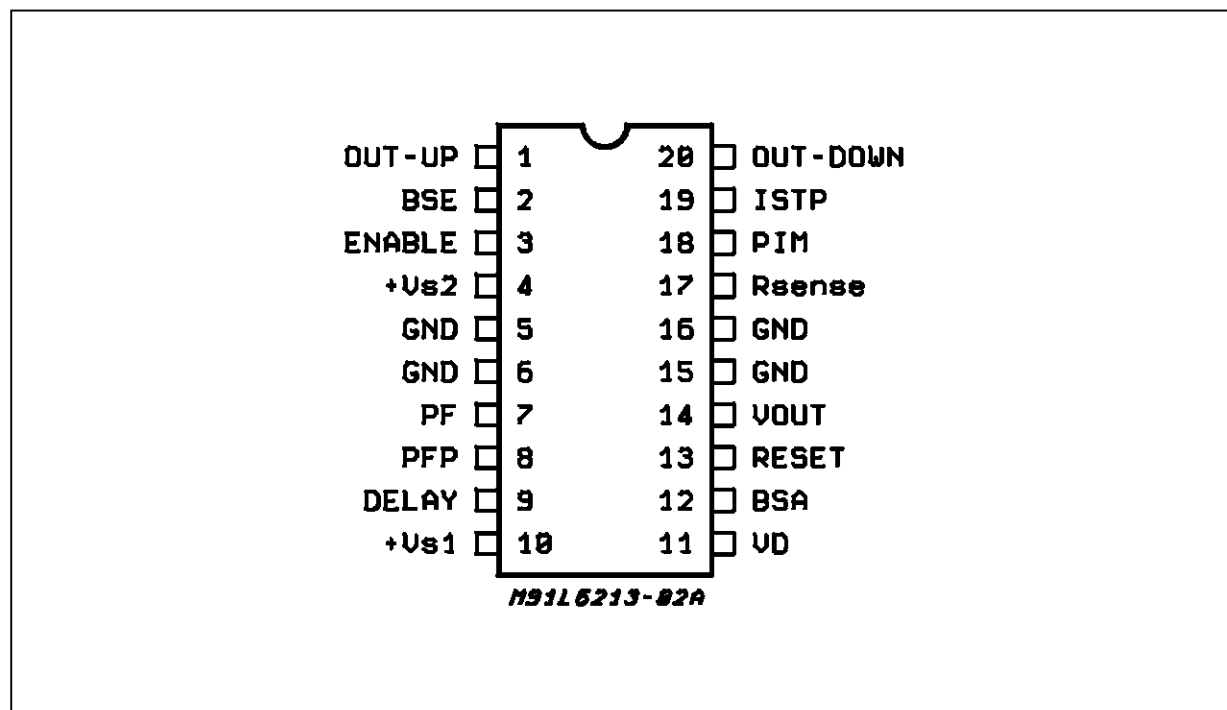 OUT-UP 1 20 OUT-DOWN
BSE 2 19 ISTP
ENABLE 3 18 PIM
+Vs2 4 17 Rsense
GND 5 16 GND
GND 6 15 GND
PF 7 14 VOUT
PFP 8 13 RESET
DELAY 9 12 BSA
+Vs1 10 11 VD
M91L6213-02A